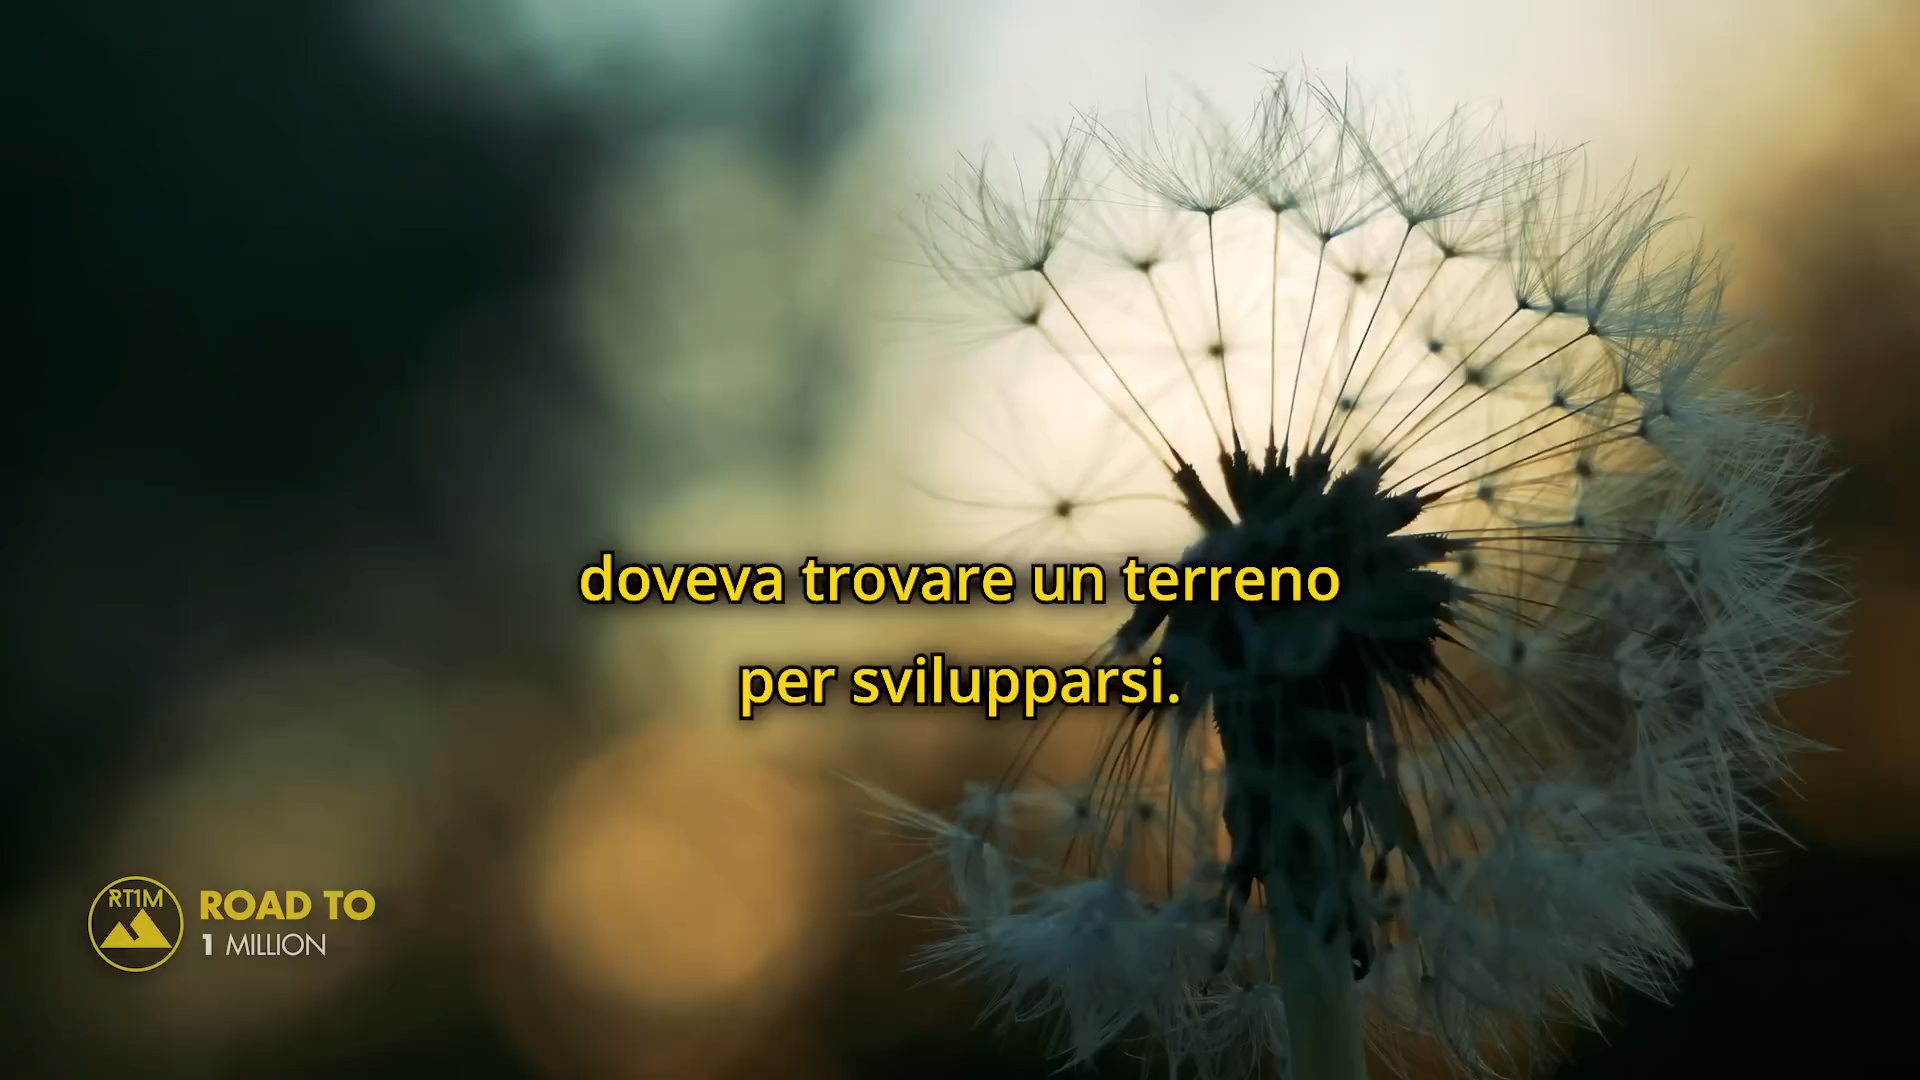 doveva trovare un terreno
per svilupparsi.
RT1M
ROAD TO
1 MILLION